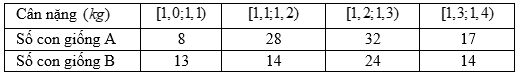 Cân nặng (kg) [1,0;1,1) [1,1;1,2) [1,2;1,3) [1,3;1,4)
Số con giống A 8 28 32 17
Số con giống B 13 14 24 14